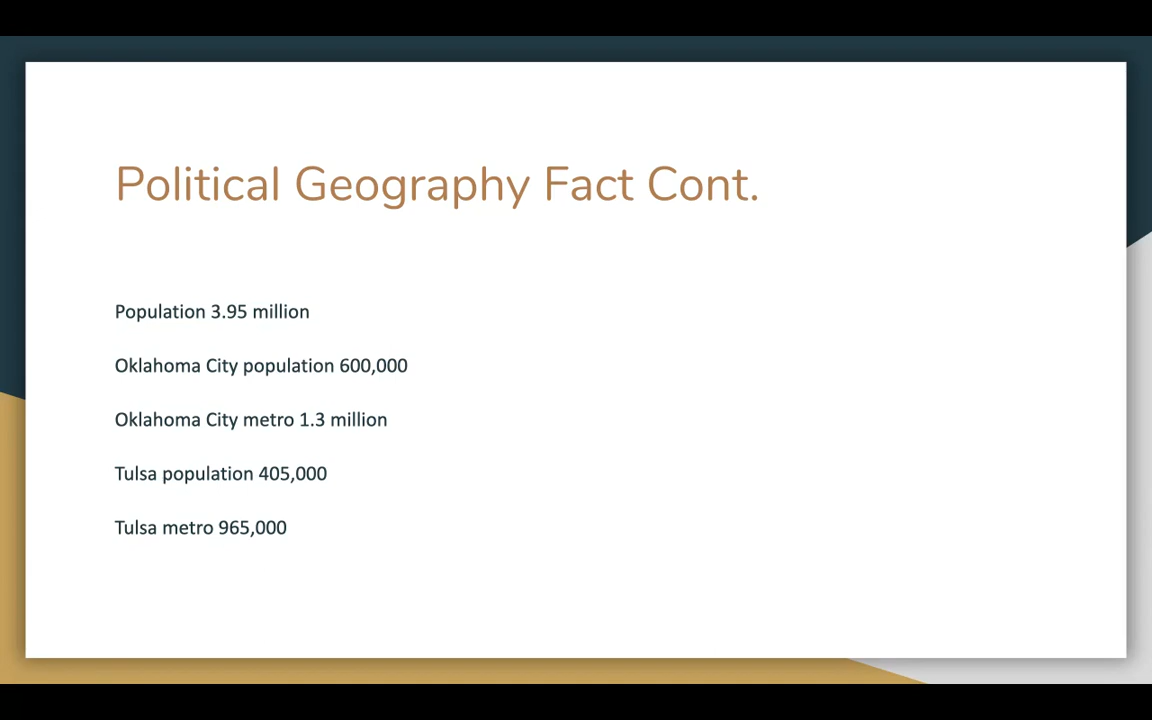 Political Geography Fact Cont.
Population 3.95 million
Oklahoma City population 600,000
Oklahoma City metro 1.3 million
Tulsa population 405,000
Tulsa metro 965,000